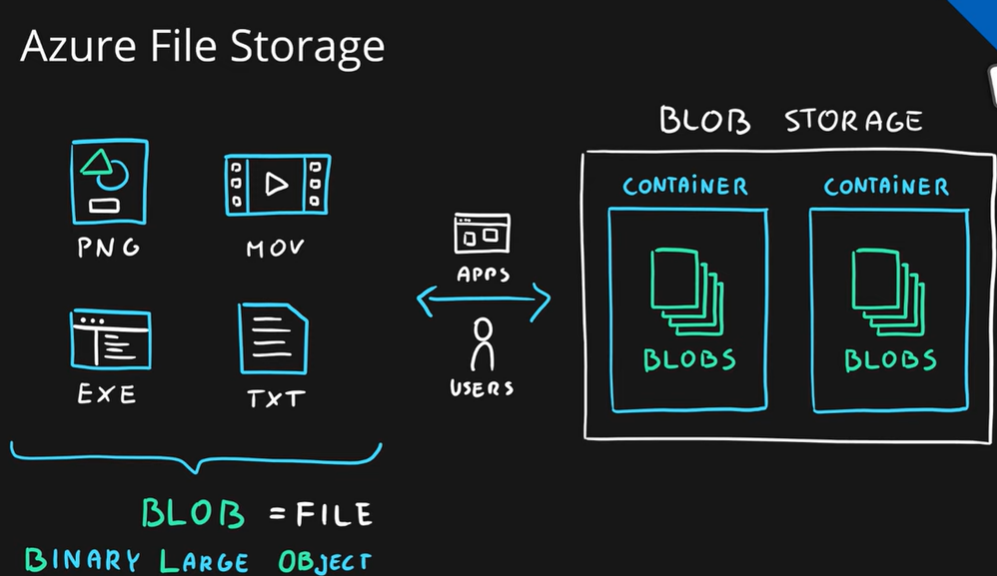 Azure File Storage
BLOB STORAGE
PNG
MOV
EXE
TXT
APPS
USERS
CONTAINER
BLOBS
CONTAINER
BLOBS
BLOB = FILE
BINARY LARGE OBJECT